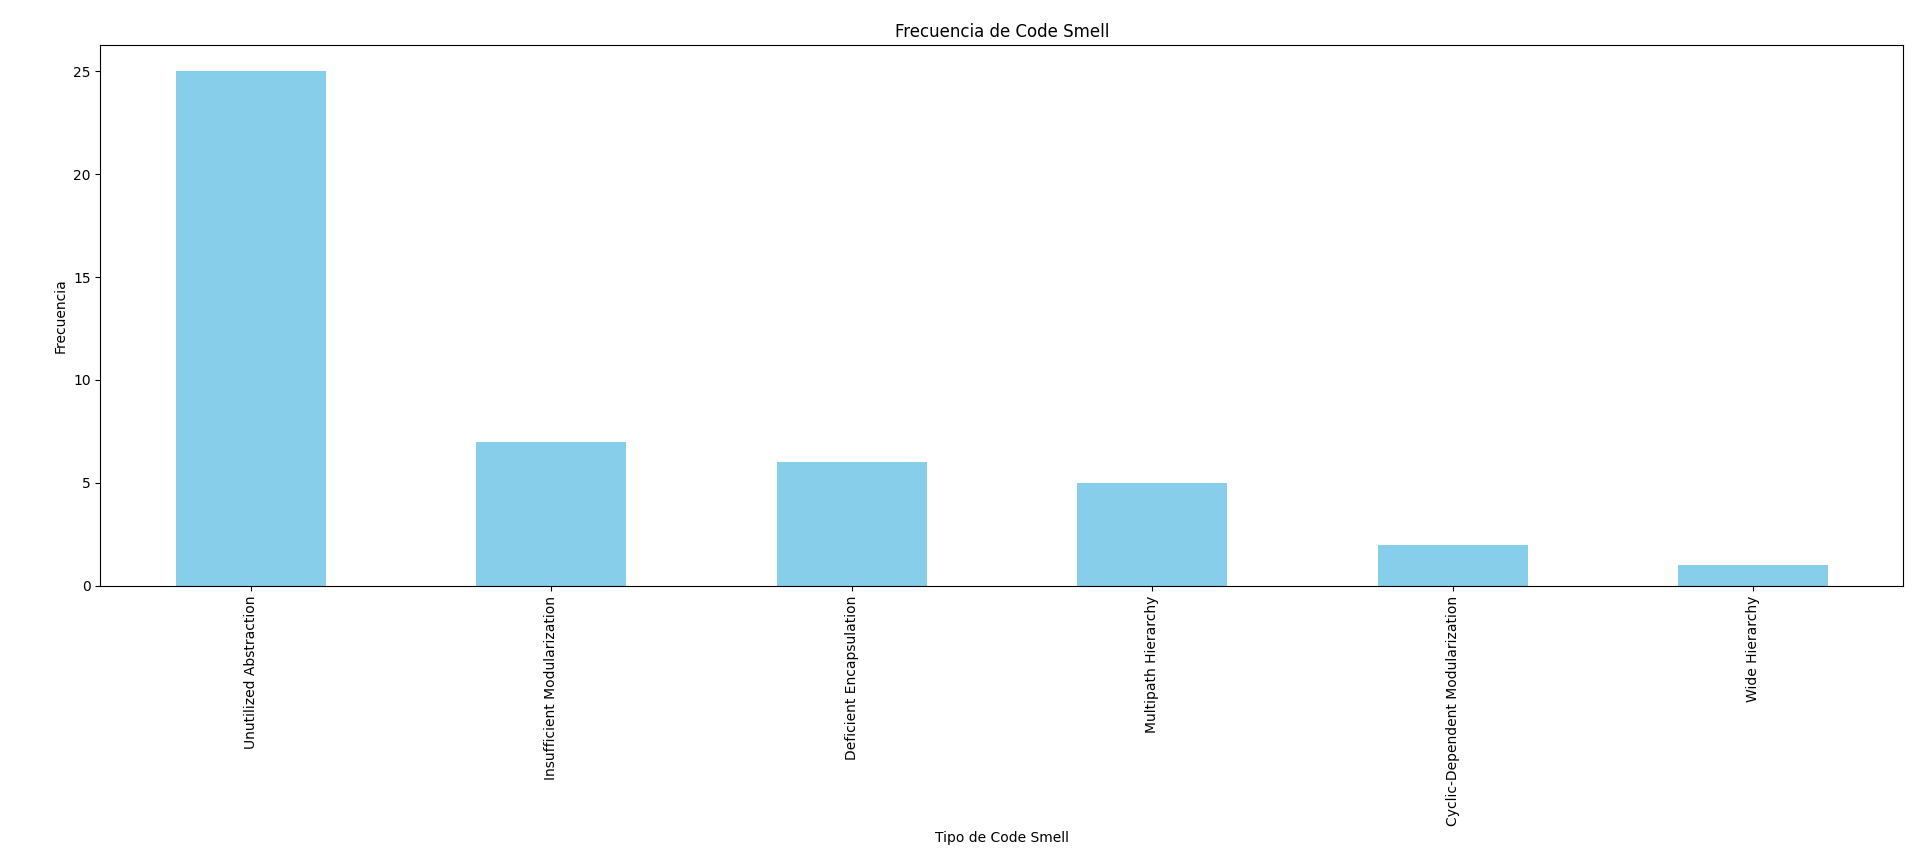 Frecuencia de Code Smell
Frecuencia
25
20
15
10
5
0
Unutilized Abstraction
Insufficient Modularization
Deficient Encapsulation
Multipath Hierarchy
Cyclic-Dependent Modularization
Wide Hierarchy
Tipo de Code Smell